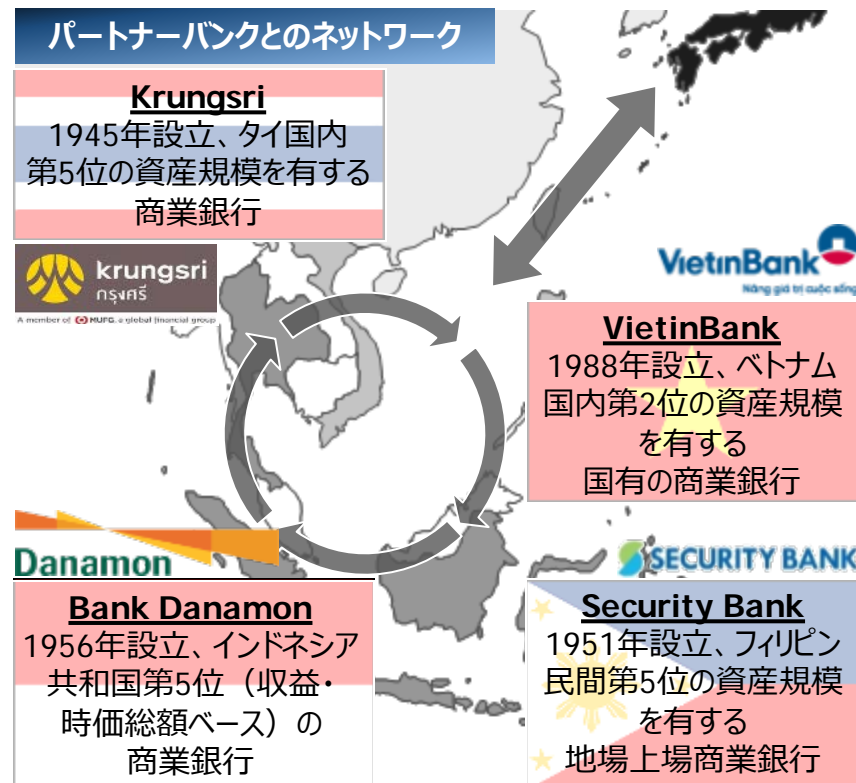 パートナーバンクとのネットワーク
Krungsri
1945年設立、タイ国内
第5位の資産規模を有する
商業銀行
krungsri
กรุงศรี
A member of MUFG, a global financial group
VietinBank
Nâng giá trị cuộc sống
VietinBank
1988年設立、ベトナム
国内第2位の資産規模
を有する
国有の商業銀行
Danamon
Bank Danamon
1956年設立、インドネシア
共和国第5位（収益・
時価総額ベース）の
商業銀行
SECURITY BANK
Security Bank
1951年設立、フィリピン
民間第5位の資産規模
を有する
地場上場商業銀行